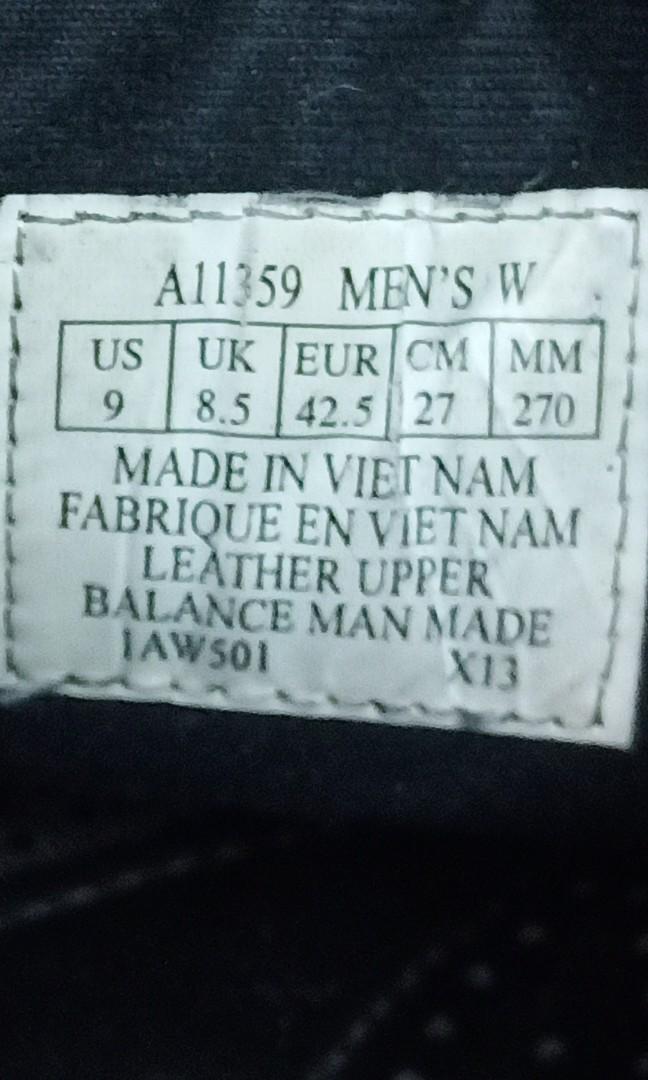 A11359 MEN'S W
US UK EUR CM MM
9 8.5 42.5 27 270
MADE IN VIET NAM
FABRIQUE EN VIET NAM
LEATHER UPPER
BALANCE MAN MADE
1AW501 X13